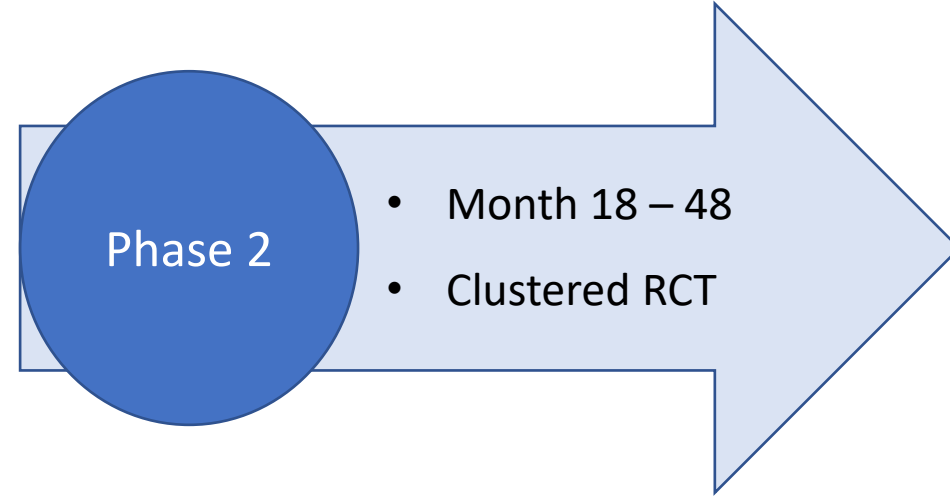 Phase 2
• Month 18 – 48
• Clustered RCT